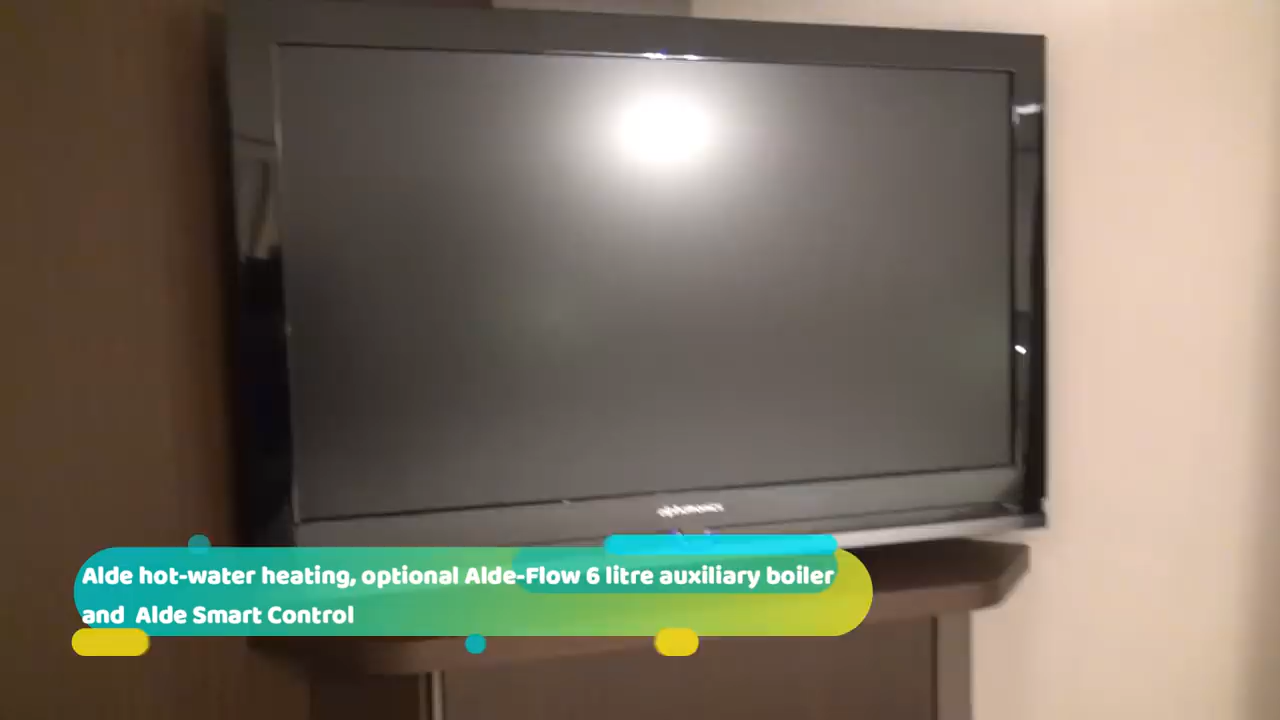 Alde hot-water heating, optional Alde-Flow 6 litre auxiliary boiler
and Alde Smart Control